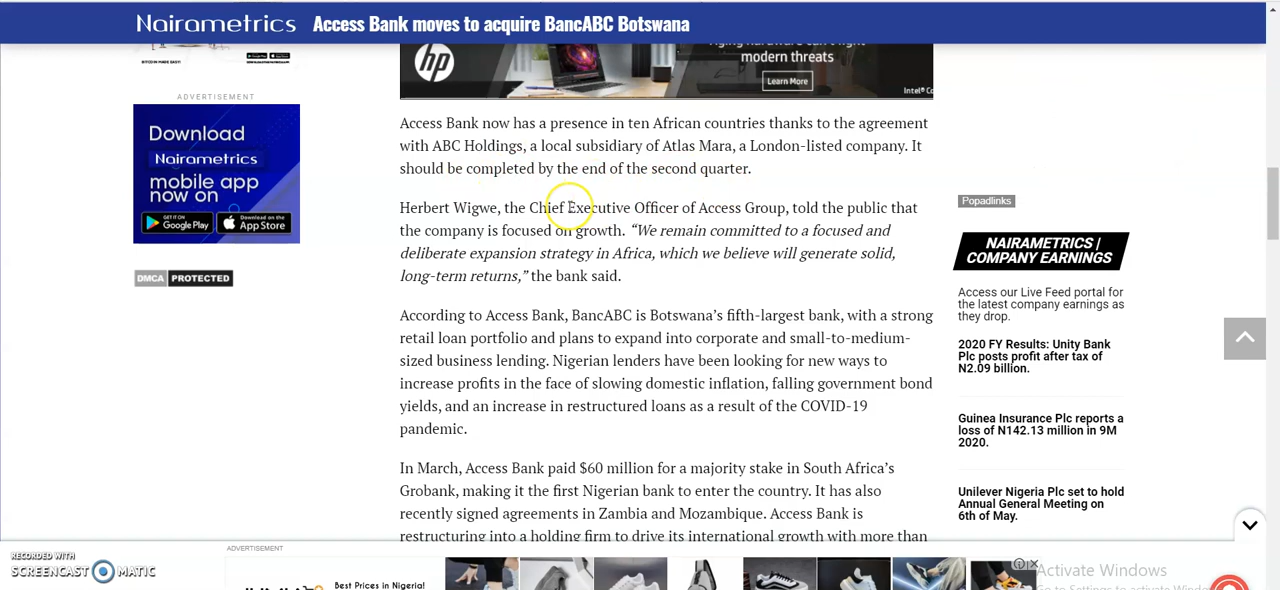 Nairametrics Access Bank moves to acquire BancABC Botswana
modern threats
hp
Learn More
Intel® Co
ADVERTISEMENT
Download
Nairametrics
mobile app
now on
GET IT ON
Google Play
Download on the
App Store
DMCA PROTECTED
Access Bank now has a presence in ten African countries thanks to the agreement
with ABC Holdings, a local subsidiary of Atlas Mara, a London-listed company. It
should be completed by the end of the second quarter.
Herbert Wigwe, the Chief Executive Officer of Access Group, told the public that
the company is focused on growth. “We remain committed to a focused and
deliberate expansion strategy in Africa, which we believe will generate solid,
long-term returns,” the bank said.
According to Access Bank, BancABC is Botswana’s fifth-largest bank, with a strong
retail loan portfolio and plans to expand into corporate and small-to-medium-
sized business lending. Nigerian lenders have been looking for new ways to
increase profits in the face of slowing domestic inflation, falling government bond
yields, and an increase in restructured loans as a result of the COVID-19
pandemic.
In March, Access Bank paid $60 million for a majority stake in South Africa’s
Grobank, making it the first Nigerian bank to enter the country. It has also
recently signed agreements in Zambia and Mozambique. Access Bank is
restructuring into a holding firm to drive its international growth with more than
Popadlinks
NAIRAMETRICS |
COMPANY EARNINGS
Access our Live Feed portal for
the latest company earnings as
they drop.
2020 FY Results: Unity Bank
Plc posts profit after tax of
N2.09 billion.
Guinea Insurance Plc reports a
loss of N142.13 million in 9M
2020.
Unilever Nigeria Plc set to hold
Annual General Meeting on
6th of May.
ADVERTISEMENT
Best Prices in Nigeria!
RECORDED WITH
SCREENCAST MATIC
Activate Windows
Go to Settings to activate